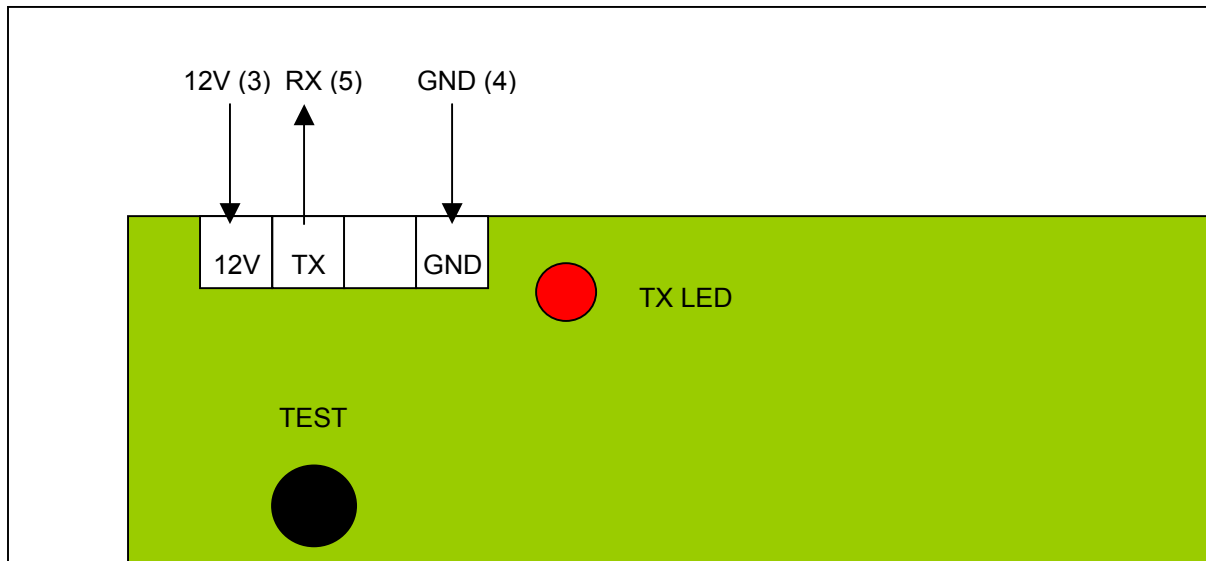 12V (3) RX (5) GND (4)
12V TX GND
TX LED
TEST